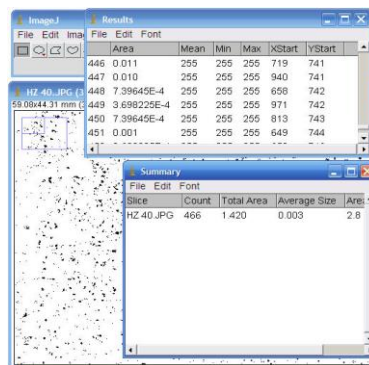 ImageJ
File Edit Ima
HZ 40.JPG (3
59.08x44.31 mm (3
Results
File Edit Font
Area Mean Min Max XStart YStart
446 0.011 255 255 255 719 741
447 0.010 255 255 255 940 741
448 7.39645E-4 255 255 255 658 742
449 3.698225E-4 255 255 255 971 742
450 7.39645E-4 255 255 255 813 743
451 0.001 255 255 255 649 744
Summary
File Edit Font
Slice Count Total Area Average Size Area
HZ 40.JPG 466 1.420 0.003 2.8